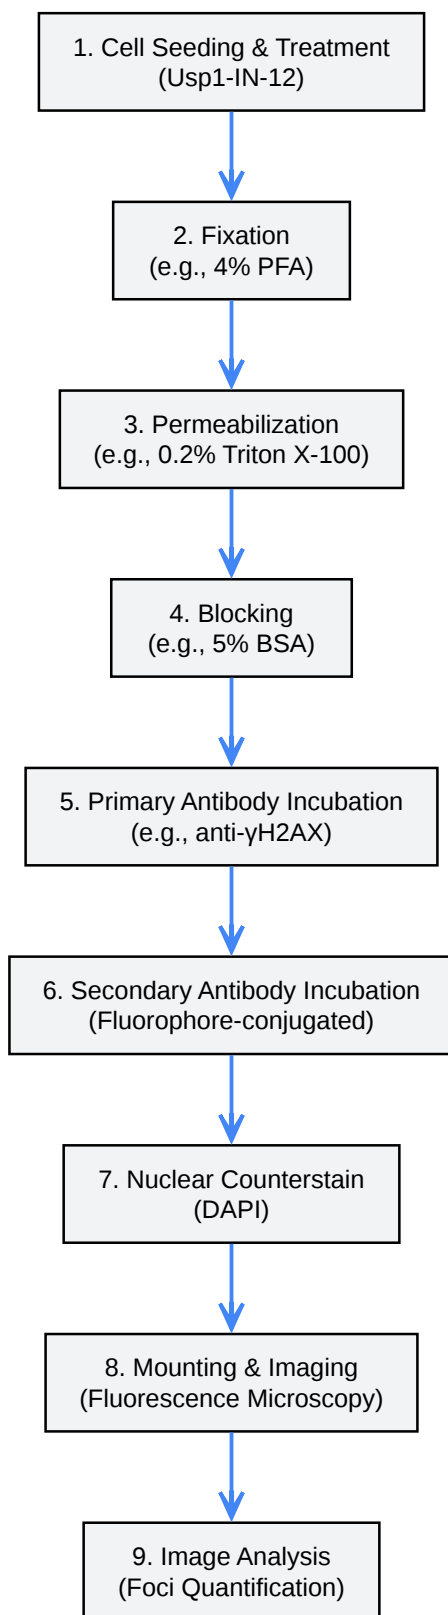 1. Cell Seeding & Treatment
(Usp1-IN-12)
2. Fixation
(e.g., 4% PFA)
3. Permeabilization
(e.g., 0.2% Triton X-100)
4. Blocking
(e.g., 5% BSA)
5. Primary Antibody Incubation
(e.g., anti-γH2AX)
6. Secondary Antibody Incubation
(Fluorophore-conjugated)
7. Nuclear Counterstain
(DAPI)
8. Mounting & Imaging
(Fluorescence Microscopy)
9. Image Analysis
(Foci Quantification)